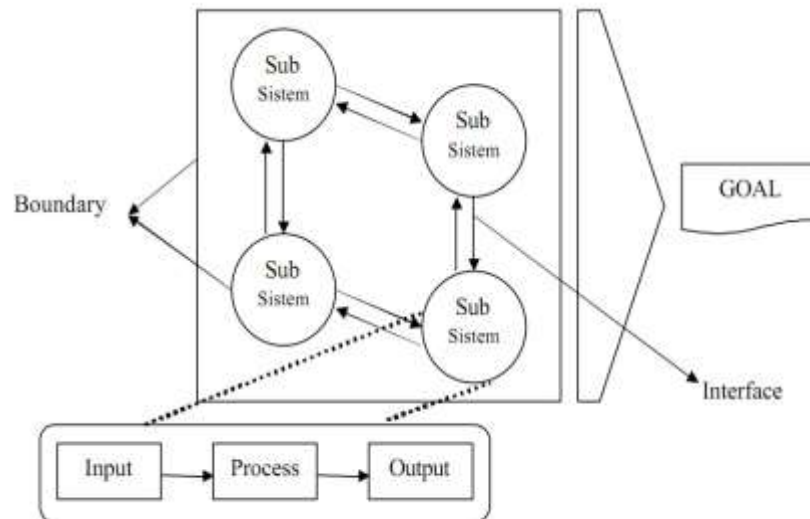 Sub
Sistem
Sub
Sistem
GOAL
Boundary
Sub
Sistem
Sub
Sistem
Interface
Input
Process
Output